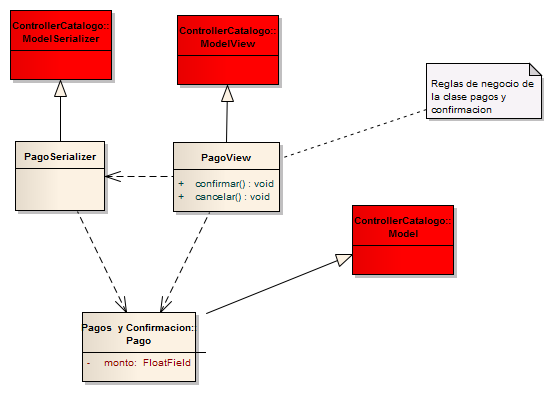 ControllerCatalogo::
ModelSerializer
ControllerCatalogo::
ModelView
Reglas de negocio de
la clase pagos y
confirmacion
PagoSerializer
PagoView
+ confirmar() : void
+ cancelar() : void
ControllerCatalogo::
Model
Pagos y Confirmacion::
Pago
- monto: FloatField